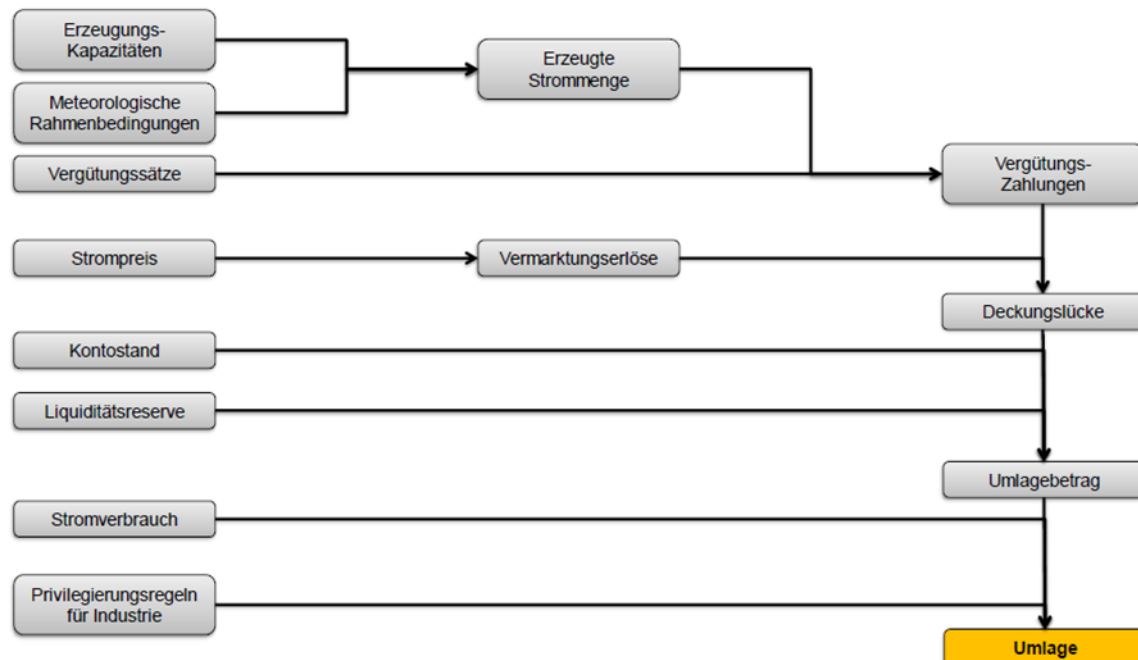 Erzeugungs-
Kapazitäten
Erzeugte
Strommenge
Meteorologische
Rahmenbedingungen
Vergütungssätze
Vergütungs-
Zahlungen
Strompreis
Vermarktungserlöse
Deckungslücke
Kontostand
Liquiditätsreserve
Umlagebetrag
Stromverbrauch
Privilegierungsregeln
für Industrie
Umlage